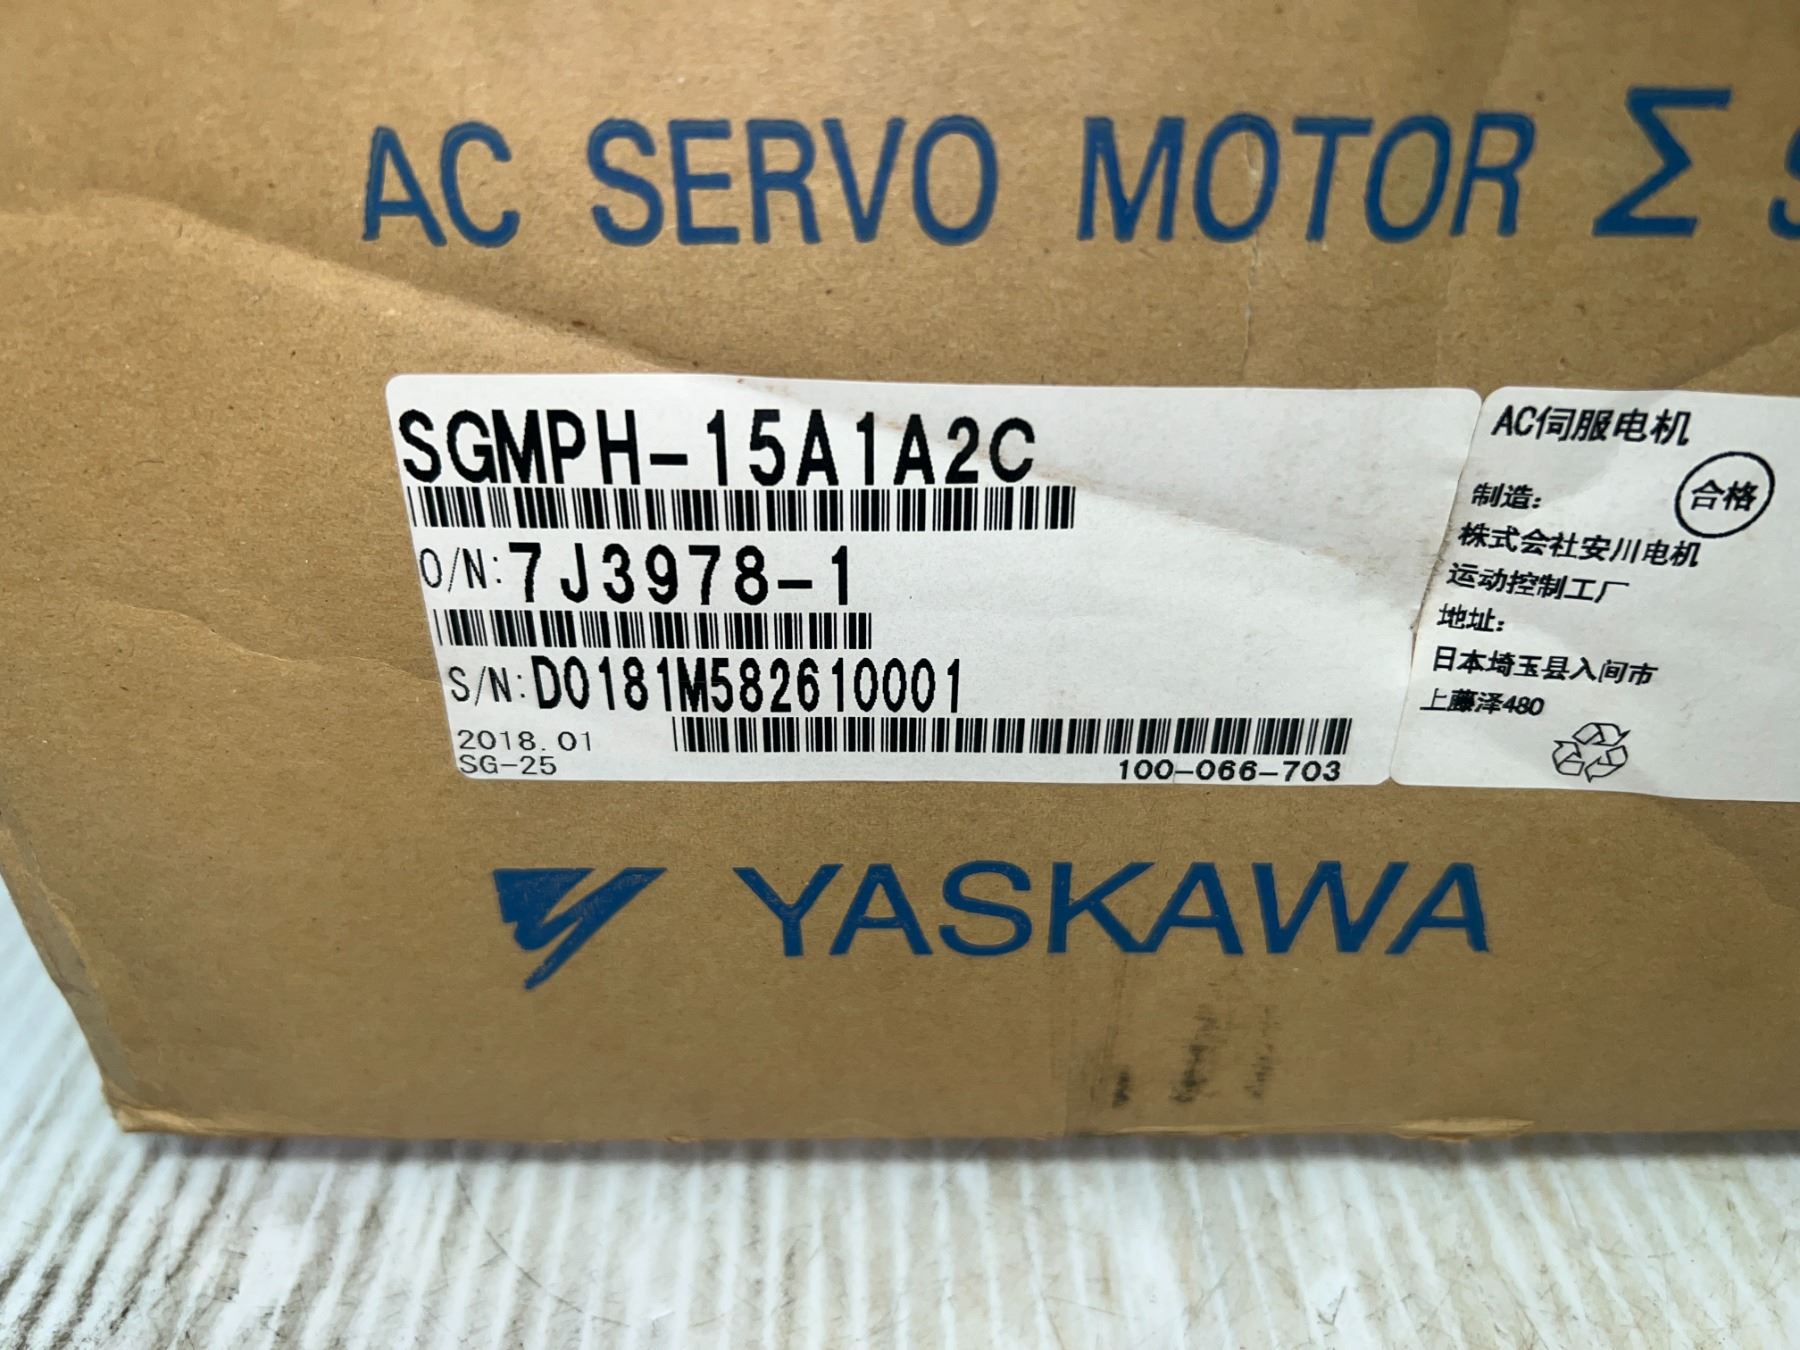 AC SERVO MOTOR Σ
SGMPH-15A1A2C
O/N:7J3978-1
S/N:D0181M582610001
2018.01
SG-25
100-066-703
AC伺服电机
合格
制造：
株式会社安川电机
运动控制工厂
地址：
日本埼玉县入间市
上藤泽480
YASKAWA